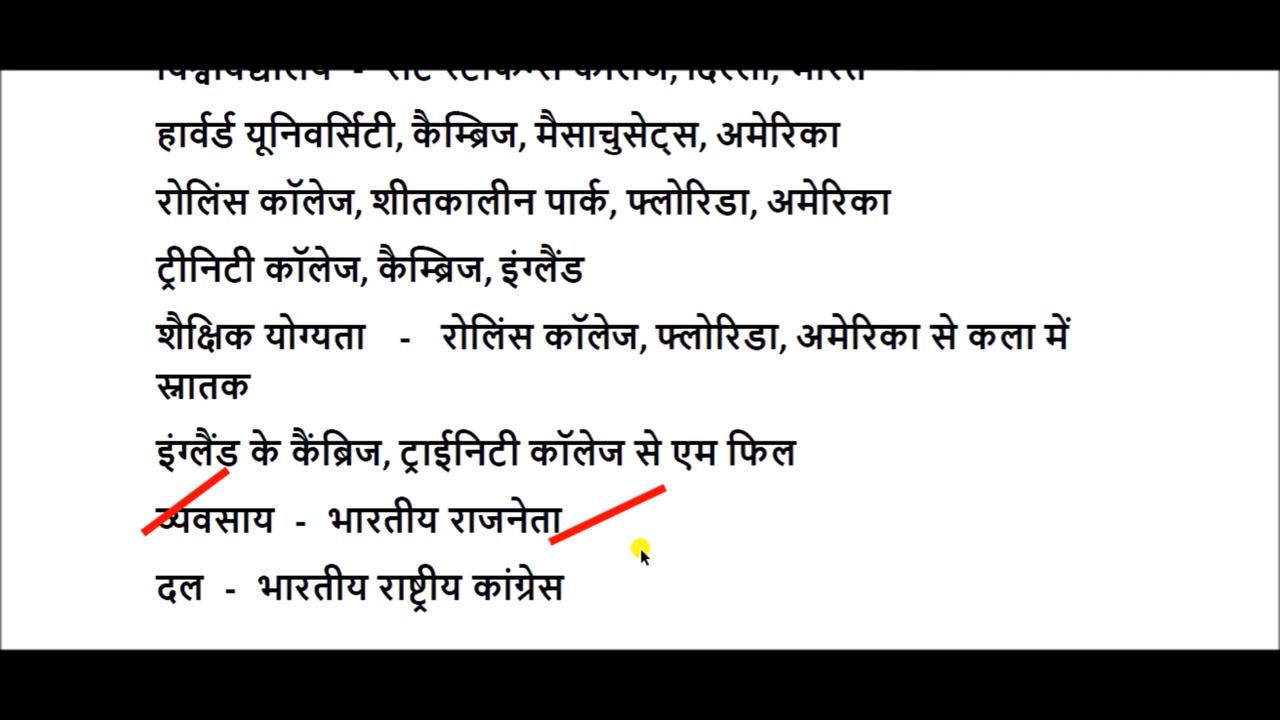 हार्वर्ड यूनिवर्सिटी, कैम्ब्रिज, मैसाचुसेट्स, अमेरिका
रोलिंस कॉलेज, शीतकालीन पार्क, फ्लोरिडा, अमेरिका
ट्रीनिटी कॉलेज, कैम्ब्रिज, इंग्लैंड
शैक्षिक योग्यता - रोलिंस कॉलेज, फ्लोरिडा, अमेरिका से कला में
स्नातक
इंग्लैंड के कैंब्रिज, ट्राईनिटी कॉलेज से एम फिल
व्यवसाय - भारतीय राजनेता
दल - भारतीय राष्ट्रीय कांग्रेस